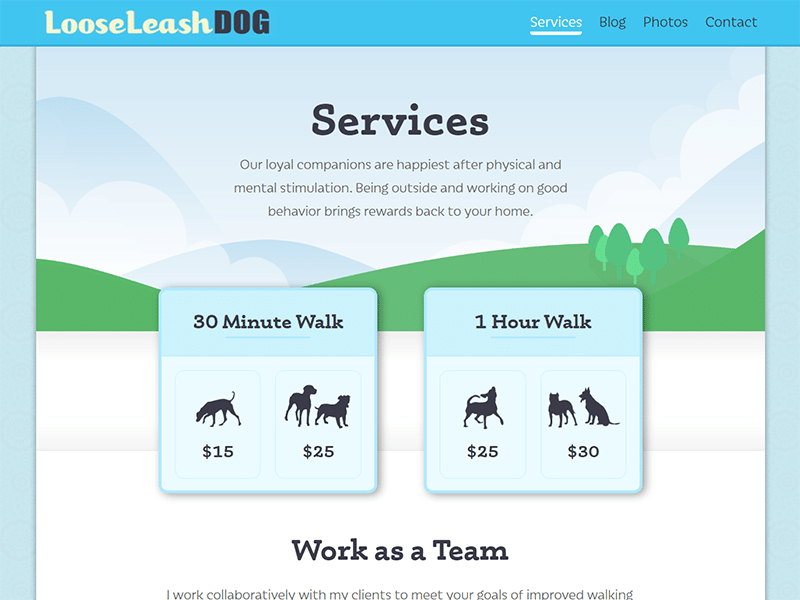 LooseLeashDOG
Services Blog Photos Contact
Services
Our loyal companions are happiest after physical and
mental stimulation. Being outside and working on good
behavior brings rewards back to your home.
30 Minute Walk
$15 $25
1 Hour Walk
$25 $30
Work as a Team
I work collaboratively with my clients to meet your goals of improved walking